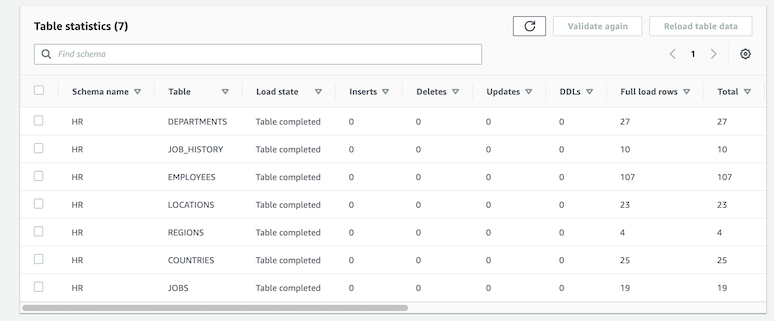 Table statistics (7)
Validate again
Reload table data
Find schema
1
Schema name Table Load state Inserts Deletes Updates DDLs Full load rows Total
HR DEPARTMENTS Table completed 0 0 0 0 27 27
HR JOB_HISTORY Table completed 0 0 0 0 10 10
HR EMPLOYEES Table completed 0 0 0 0 107 107
HR LOCATIONS Table completed 0 0 0 0 23 23
HR REGIONS Table completed 0 0 0 0 4 4
HR COUNTRIES Table completed 0 0 0 0 25 25
HR JOBS Table completed 0 0 0 0 19 19